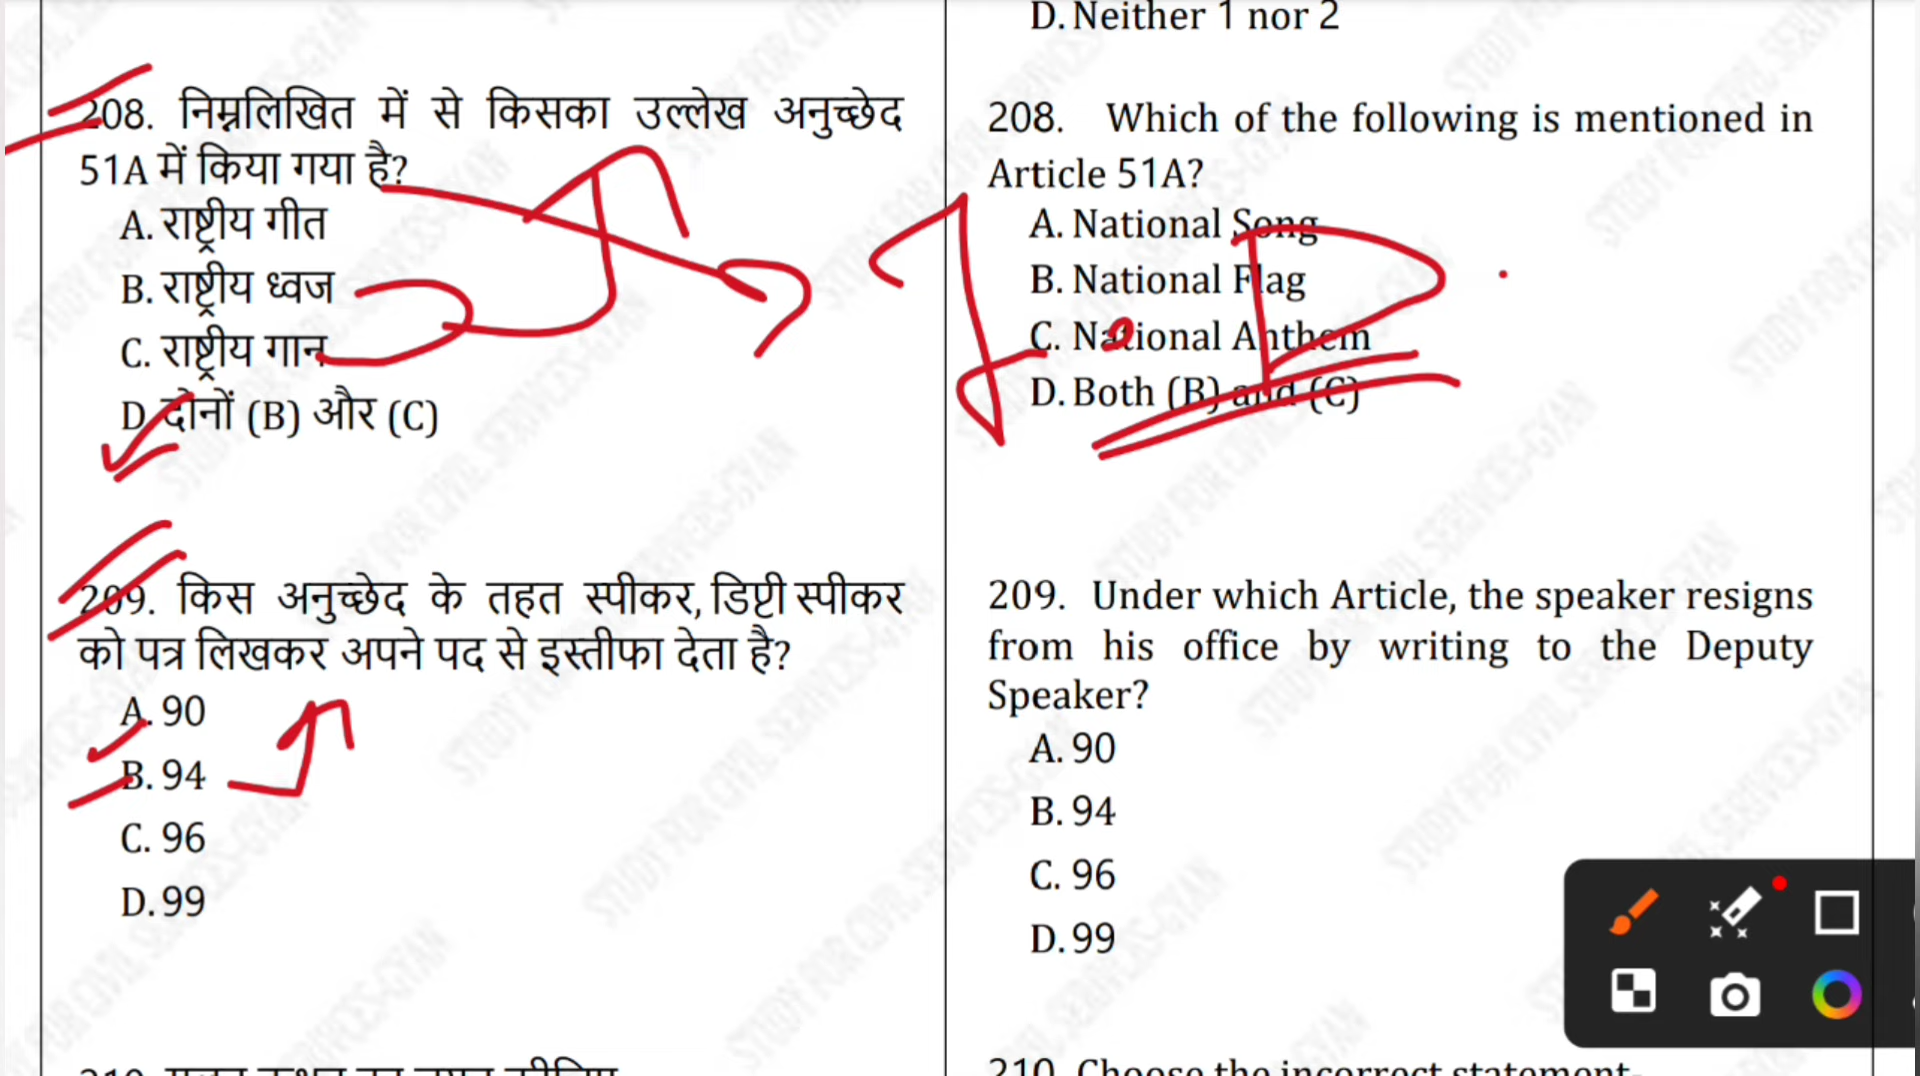 208. निम्नलिखित में से किसका उल्लेख अनुच्छेद
51A में किया गया है?
A. राष्ट्रीय गीत
B. राष्ट्रीय ध्वज
C. राष्ट्रीय गान
D. दोनों (B) और (C)
209. किस अनुच्छेद के तहत स्पीकर, डिप्टी स्पीकर
को पत्र लिखकर अपने पद से इस्तीफा देता है?
A. 90
B. 94
C. 96
D. 99
D. Neither 1 nor 2
208. Which of the following is mentioned in
Article 51A?
A. National Song
B. National Flag
C. National Anthem
D. Both (B) and (C)
209. Under which Article, the speaker resigns
from his office by writing to the Deputy
Speaker?
A. 90
B. 94
C. 96
D. 99
210. Choose the incorrect statement-